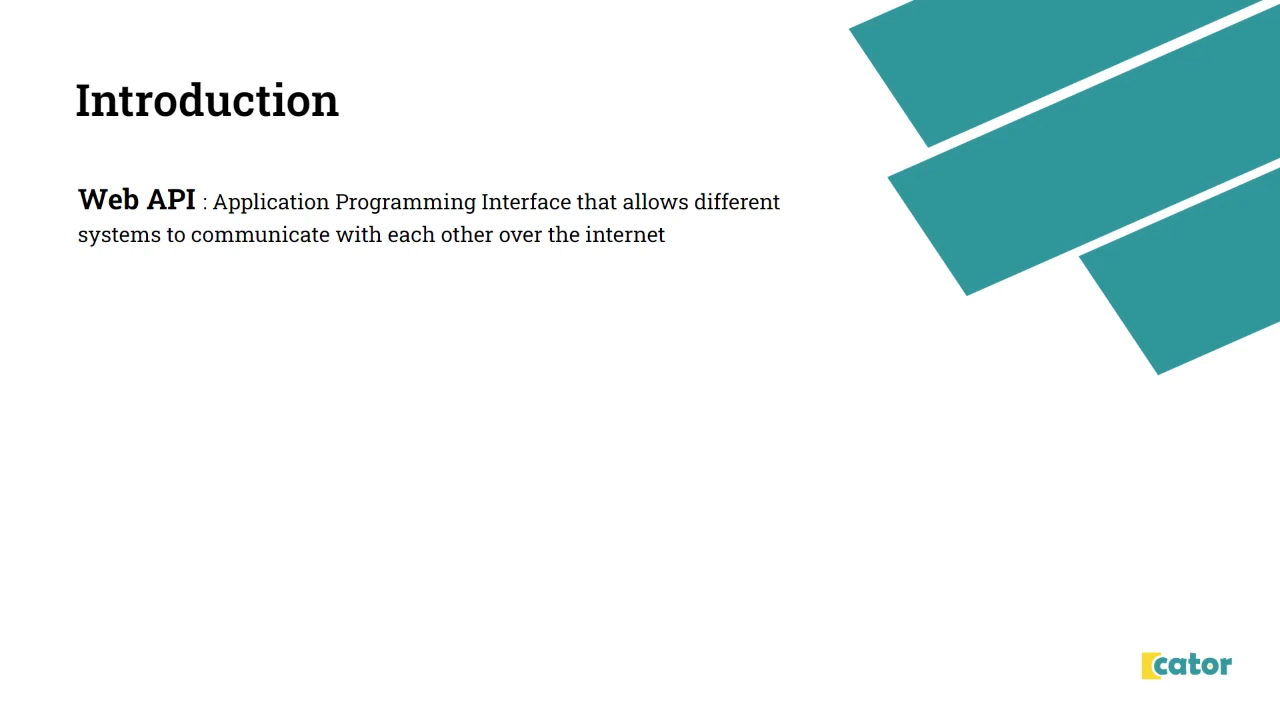 Introduction
Web API : Application Programming Interface that allows different
systems to communicate with each other over the internet
cator